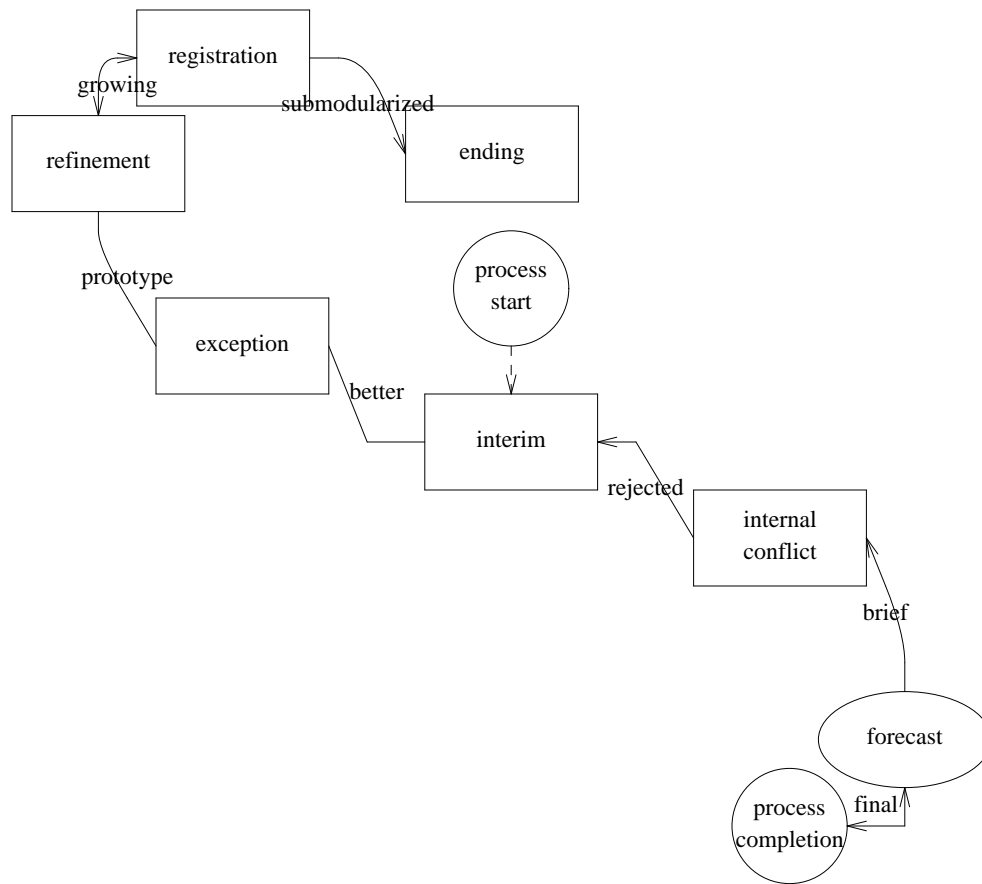 registration
growing
submodularized
refinement
ending
process
start
prototype
exception
better
interim
rejected
internal
conflict
brief
forecast
final
process
completion